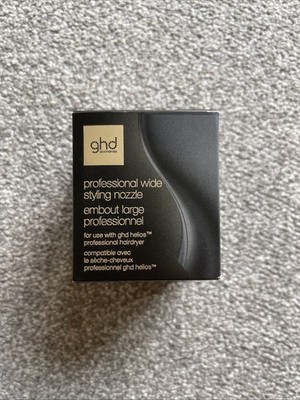 ghd
professional wide
styling nozzle
embout large
professionnel
for use with ghd helios™
professional hairdryer
compatible avec
le sèche-cheveux
professionnel ghd helios™